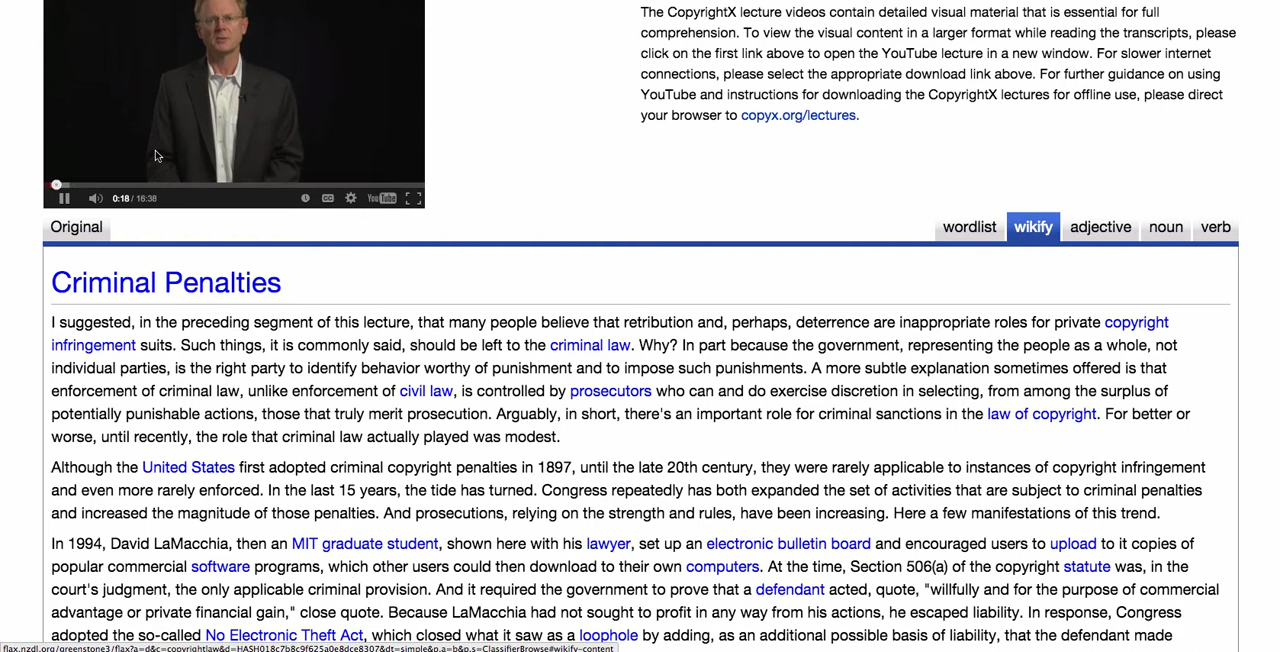 The CopyrightX lecture videos contain detailed visual material that is essential for full
comprehension. To view the visual content in a larger format while reading the transcripts, please
click on the first link above to open the YouTube lecture in a new window. For slower internet
connections, please select the appropriate download link above. For further guidance on using
YouTube and instructions for downloading the CopyrightX lectures for offline use, please direct
your browser to copyx.org/lectures.
0:18 / 16:38 CC YouTube
Original wordlist wikify adjective noun verb
Criminal Penalties
I suggested, in the preceding segment of this lecture, that many people believe that retribution and, perhaps, deterrence are inappropriate roles for private copyright
infringement suits. Such things, it is commonly said, should be left to the criminal law. Why? In part because the government, representing the people as a whole, not
individual parties, is the right party to identify behavior worthy of punishment and to impose such punishments. A more subtle explanation sometimes offered is that
enforcement of criminal law, unlike enforcement of civil law, is controlled by prosecutors who can and do exercise discretion in selecting, from among the surplus of
potentially punishable actions, those that truly merit prosecution. Arguably, in short, there's an important role for criminal sanctions in the law of copyright. For better or
worse, until recently, the role that criminal law actually played was modest.
Although the United States first adopted criminal copyright penalties in 1897, until the late 20th century, they were rarely applicable to instances of copyright infringement
and even more rarely enforced. In the last 15 years, the tide has turned. Congress repeatedly has both expanded the set of activities that are subject to criminal penalties
and increased the magnitude of those penalties. And prosecutions, relying on the strength and rules, have been increasing. Here a few manifestations of this trend.
In 1994, David LaMacchia, then an MIT graduate student, shown here with his lawyer, set up an electronic bulletin board and encouraged users to upload to it copies of
popular commercial software programs, which other users could then download to their own computers. At the time, Section 506(a) of the copyright statute was, in the
court's judgment, the only applicable criminal provision. And it required the government to prove that a defendant acted, quote, "willfully and for the purpose of commercial
advantage or private financial gain," close quote. Because LaMacchia had not sought to profit in any way from his actions, he escaped liability. In response, Congress
adopted the so-called No Electronic Theft Act, which closed what it saw as a loophole by adding, as an additional possible basis of liability, that the defendant made
flax.nzdl.org/greenstone3/flax?a=d&c=copyrightlaw&d=HASH018c7b8c9f625a0e8dce8307&dt=simple&p.a=b&p.s=ClassifierBrowse#wikify-content